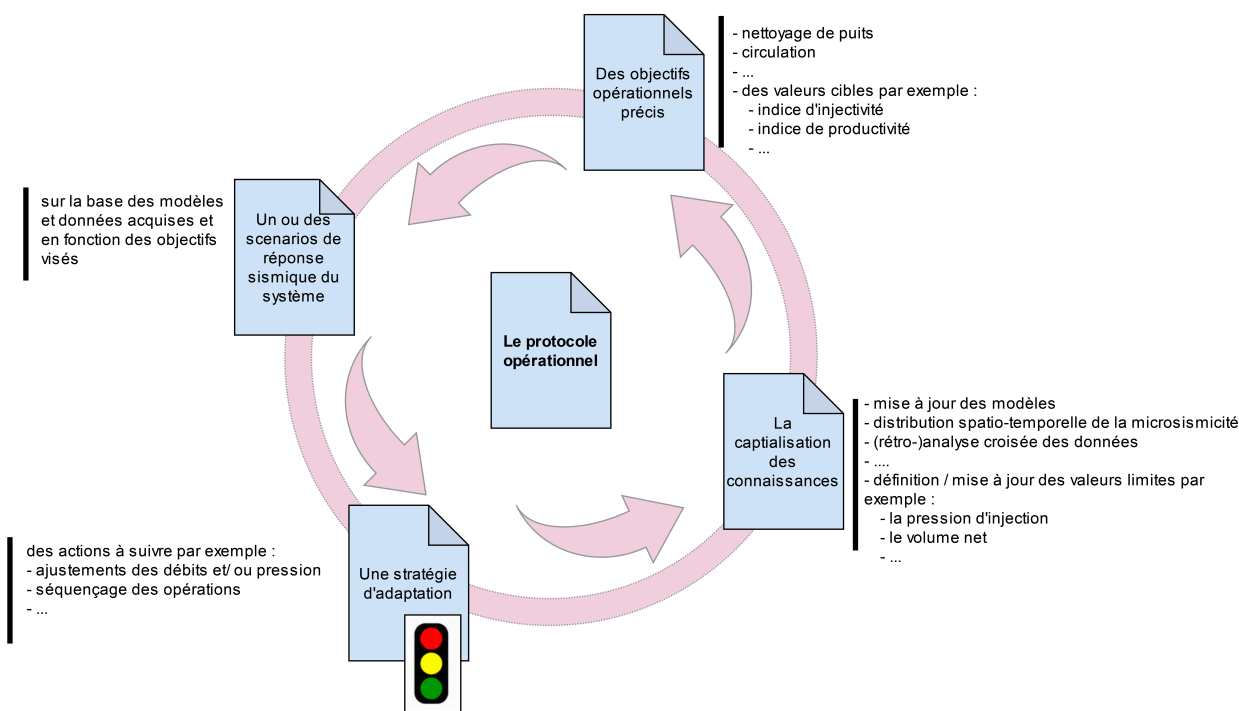 Des objectifs
opérationnels
précis
- nettoyage de puits
- circulation
- ...
- des valeurs cibles par exemple :
- indice d'injectivité
- indice de productivité
- ...
sur la base des modèles
et données acquises et
en fonction des objectifs
visés
Un ou des
scenarios de
réponse
sismique du
système
Le protocole
opérationnel
La
captialisation
des
connaissances
- mise à jour des modèles
- distribution spatio-temporelle de la microsismicité
- (rétro-)analyse croisée des données
- ....
- définition / mise à jour des valeurs limites par
exemple :
- la pression d'injection
- le volume net
- ...
des actions à suivre par exemple :
- ajustements des débits et/ ou pression
- séquençage des opérations
- ...
Une stratégie
d'adaptation